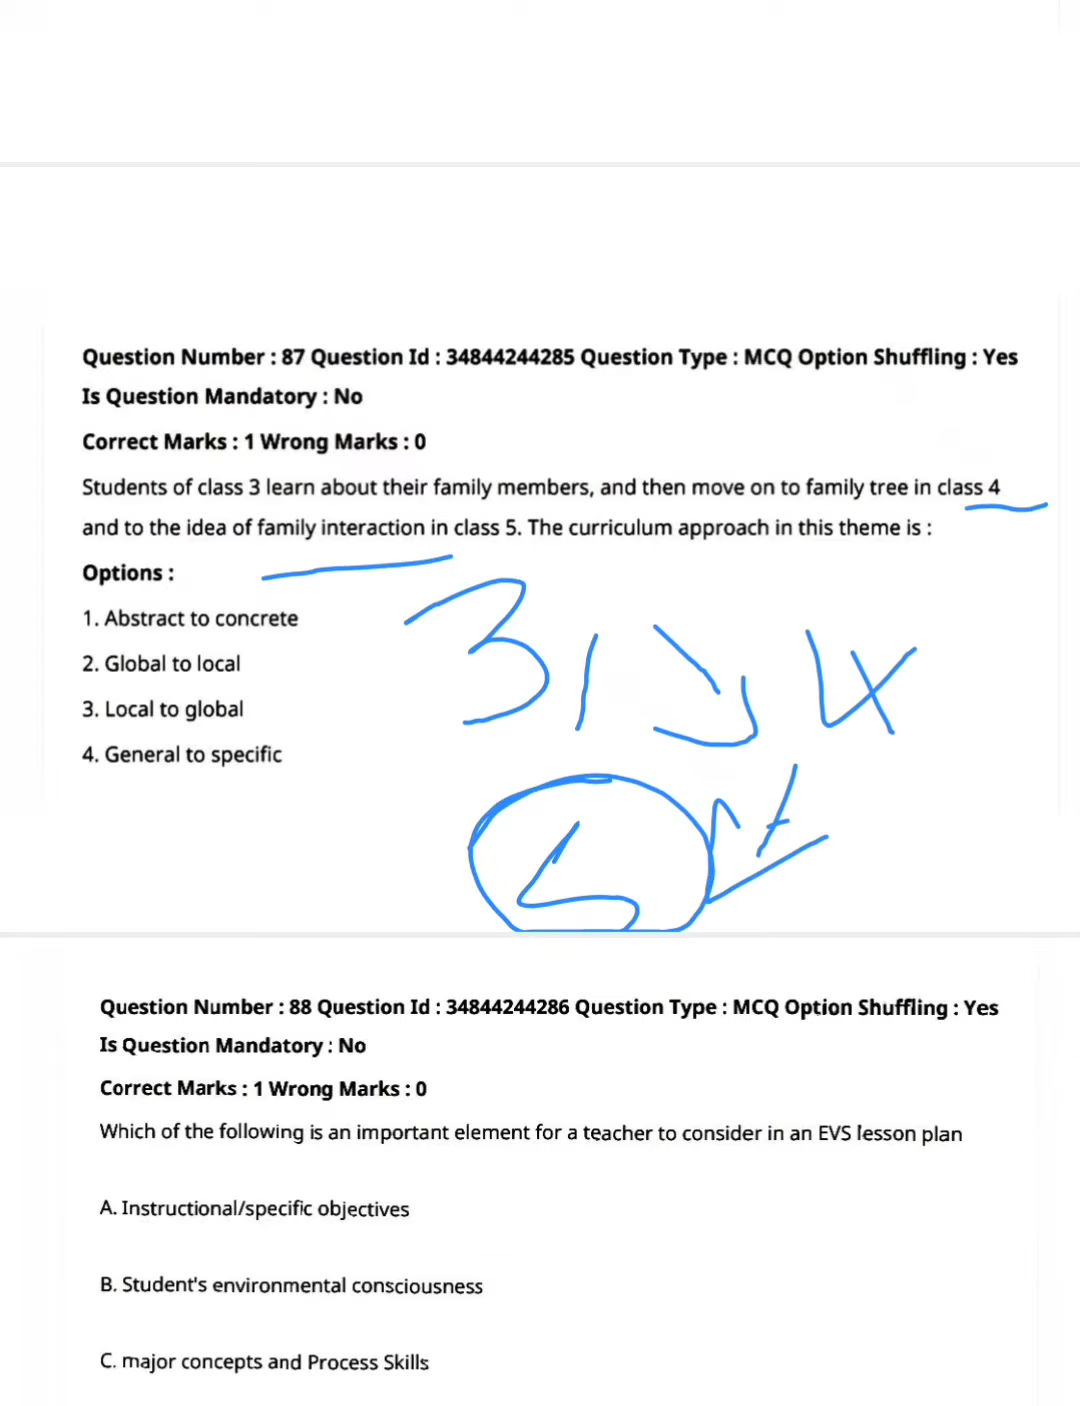 Question Number : 87 Question Id : 34844244285 Question Type : MCQ Option Shuffling : Yes
Is Question Mandatory : No
Correct Marks : 1 Wrong Marks : 0
Students of class 3 learn about their family members, and then move on to family tree in class 4
and to the idea of family interaction in class 5. The curriculum approach in this theme is :
Options :
1. Abstract to concrete
2. Global to local
3. Local to global
4. General to specific
3 4
5
Question Number : 88 Question Id : 34844244286 Question Type : MCQ Option Shuffling : Yes
Is Question Mandatory : No
Correct Marks : 1 Wrong Marks : 0
Which of the following is an important element for a teacher to consider in an EVS lesson plan
A. Instructional/specific objectives
B. Student's environmental consciousness
C. major concepts and Process Skills